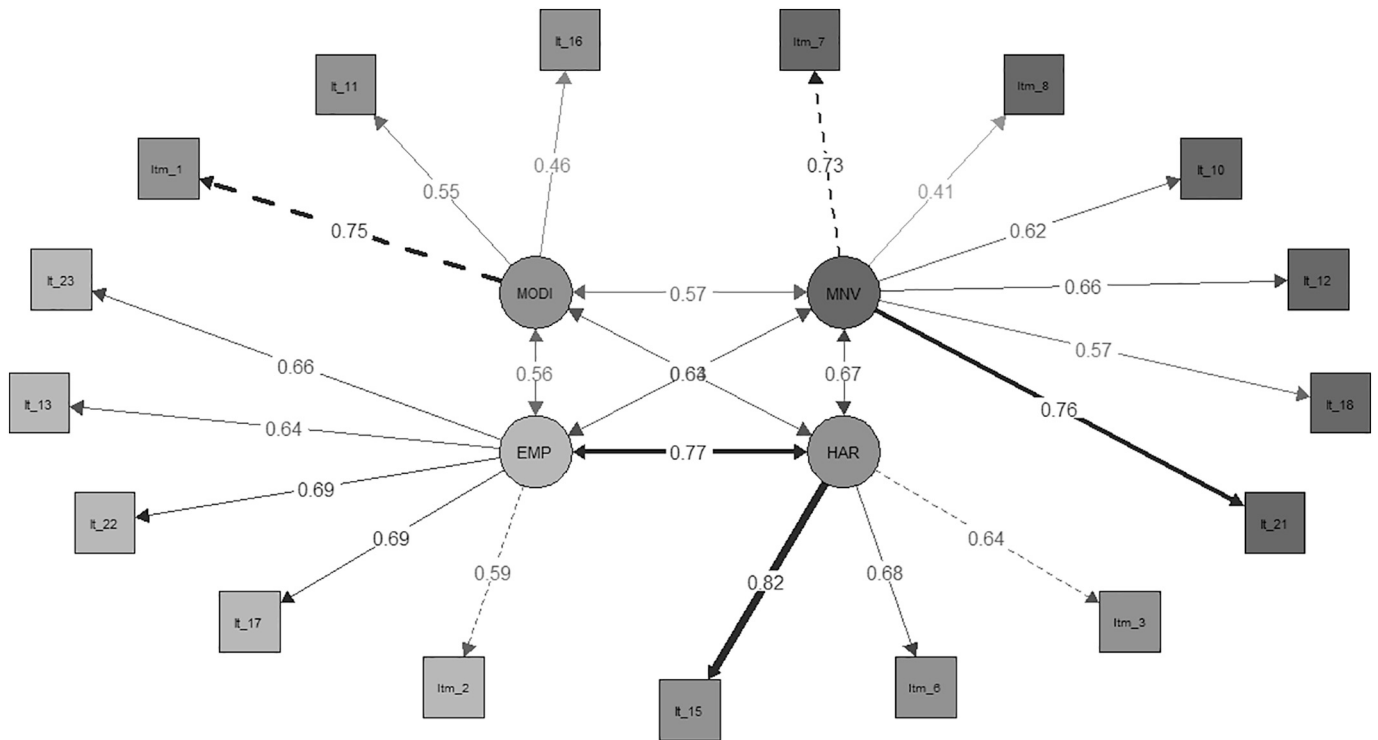 It_16
Itm_7
It_11
Itm_8
Itm_1
It_10
0.46
0.73
0.55
0.41
0.75
0.62
It_23
MODI
0.57
MNV
0.66
It_12
0.57
0.66
0.56
0.67
It_13
0.64
0.76
It_18
EMP
0.77
HAR
0.69
It_22
It_21
0.69
0.59
0.82
0.68
0.64
It_17
Itm_3
Itm_2
It_15
Itm_6